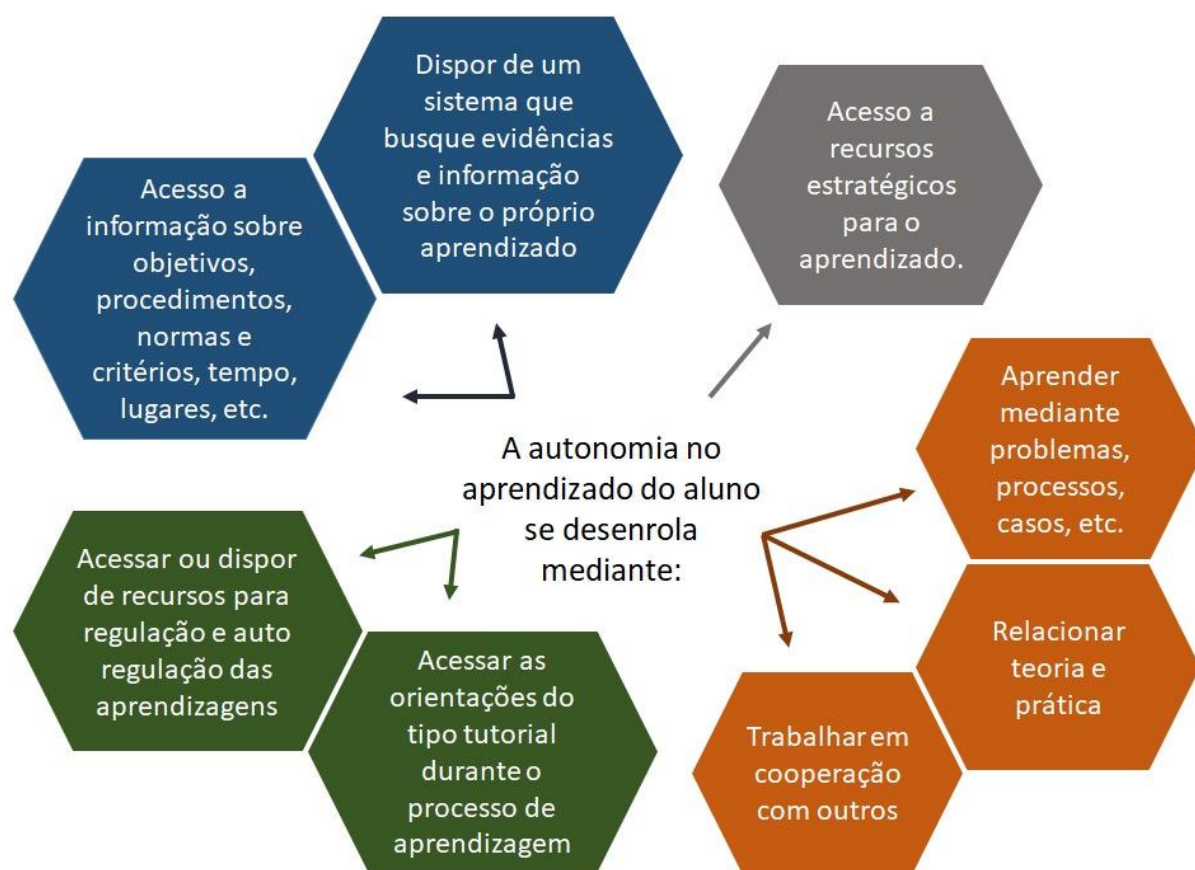 Dispor de um
sistema que
busque evidências
e informação
sobre o próprio
aprendizado
Acesso a
recursos
estratégicos
para o
aprendizado.
Acesso a
informação sobre
objetivos,
procedimentos,
normas e
critérios, tempo,
lugares, etc.
Aprender
mediante
problemas,
processos,
casos, etc.
A autonomia no
aprendizado do aluno
se desenrola
mediante:
Acessar ou dispor
de recursos para
regulação e auto
regulação das
aprendizagens
Relacionar
teoria e
prática
Acessar as
orientações do
tipo tutorial
durante o
processo de
aprendizagem
Trabalhar em
cooperação
com outros